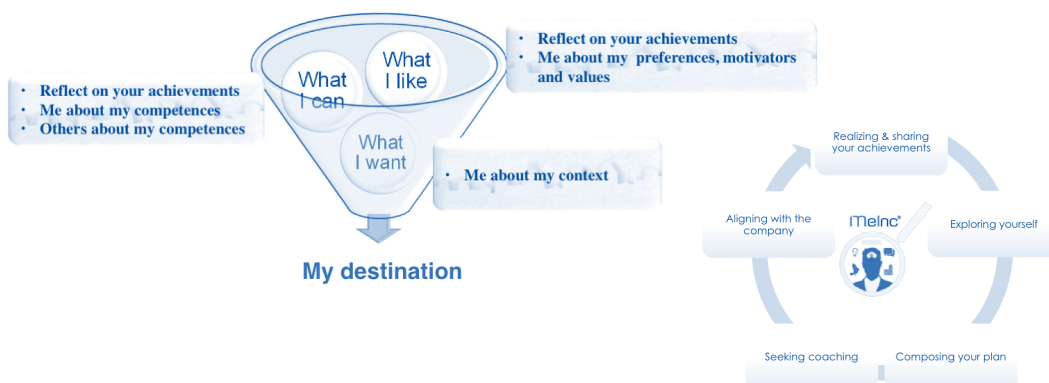 What
I can
What
I like
What
I want
• Reflect on your achievements
• Me about my competences
• Others about my competences
• Reflect on your achievements
• Me about my preferences, motivators
and values
• Me about my context
My destination
Realizing & sharing
your achievements
Exploring yourself
Composing your plan
Seeking coaching
Aligning with the
company
MeInc®